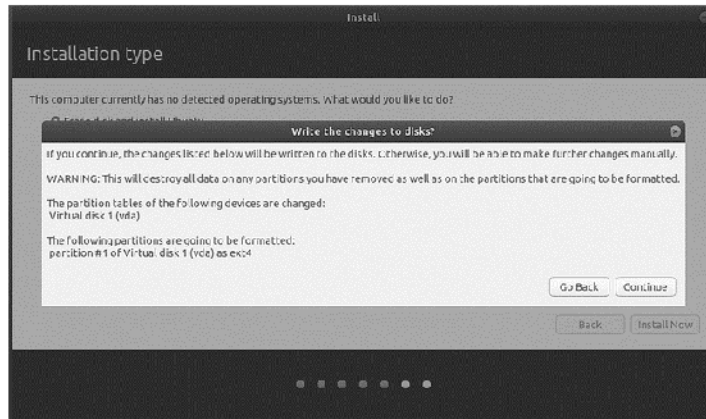 Install
Installation type
This computer currently has no detected operating systems. What would you like to do?
Erase disk and install Ubuntu
Write the changes to disks?
If you continue, the changes listed below will be written to the disks. Otherwise, you will be able to make further changes manually.
WARNING: This will destroy all data on any partitions you have removed as well as on the partitions that are going to be formatted.
The partition tables of the following devices are changed:
Virtual disk 1 (vda)
The following partitions are going to be formatted:
partition #1 of Virtual disk 1 (vda) as ext4
Go Back Continue
Back Install Now